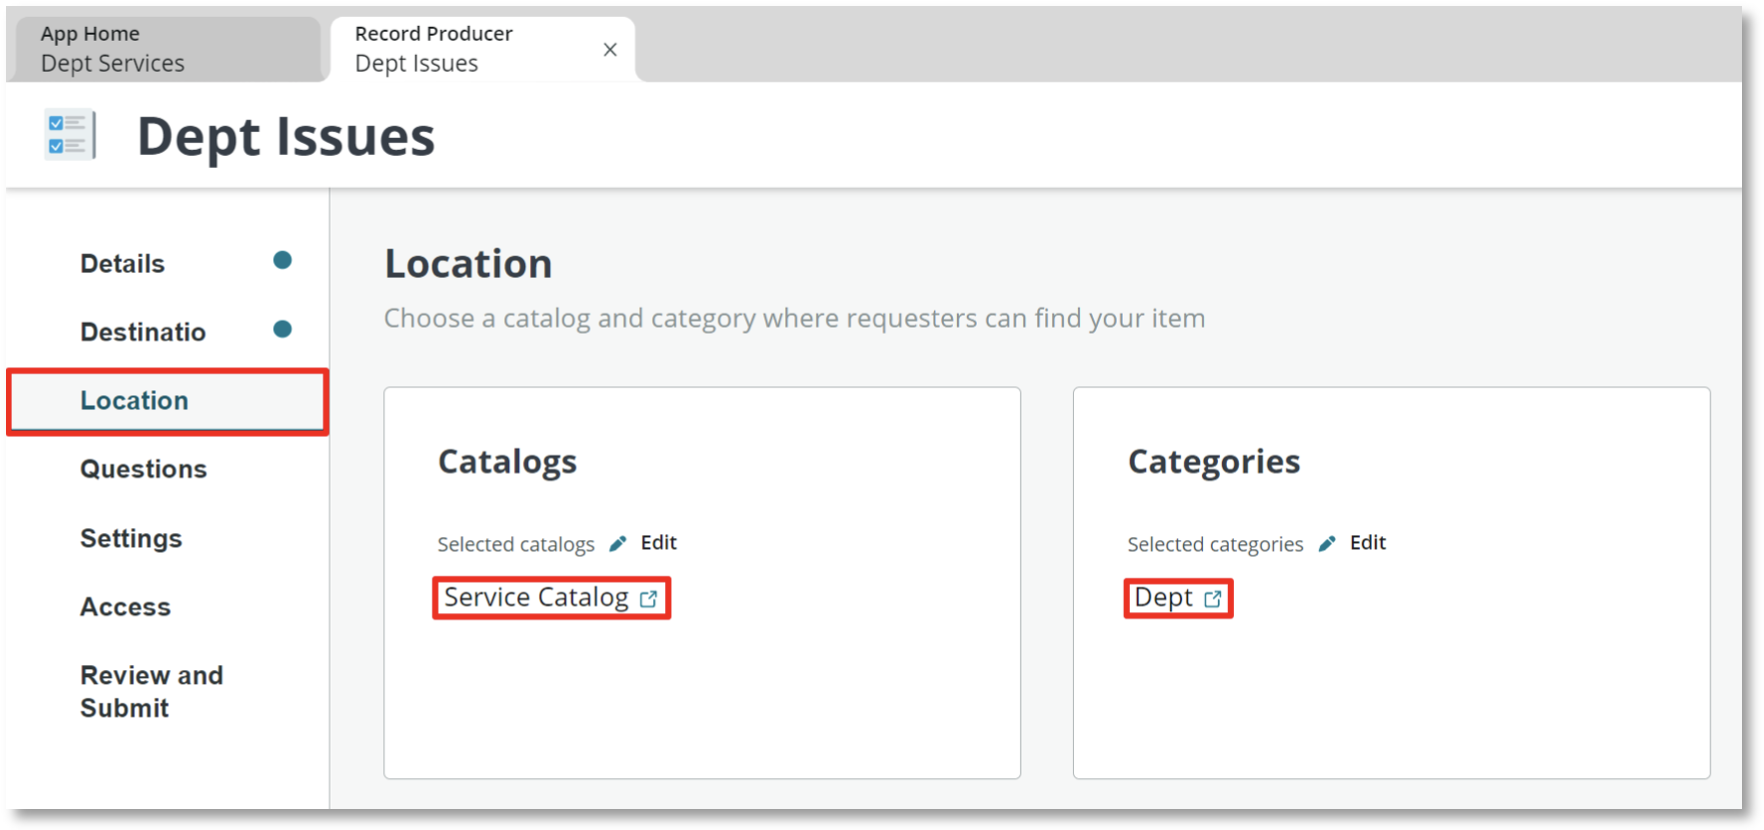 App Home
Dept Services
Record Producer
Dept Issues
Dept Issues
Details
Destinatio
Location
Questions
Settings
Access
Review and
Submit
Location
Choose a catalog and category where requesters can find your item
Catalogs
Selected catalogs Edit
Service Catalog
Categories
Selected categories Edit
Dept